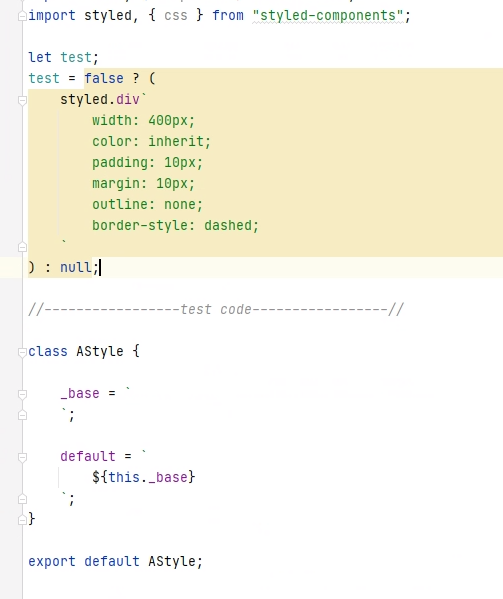 import styled, { css } from "styled-components";
let test;
test = false ? (
styled.div`
width: 400px;
color: inherit;
padding: 10px;
margin: 10px;
outline: none;
border-style: dashed;
`
) : null;
//-----------------test code-----------------//
class AStyle {
_base = `
`;
default = `
${this._base}
`;
}
export default AStyle;